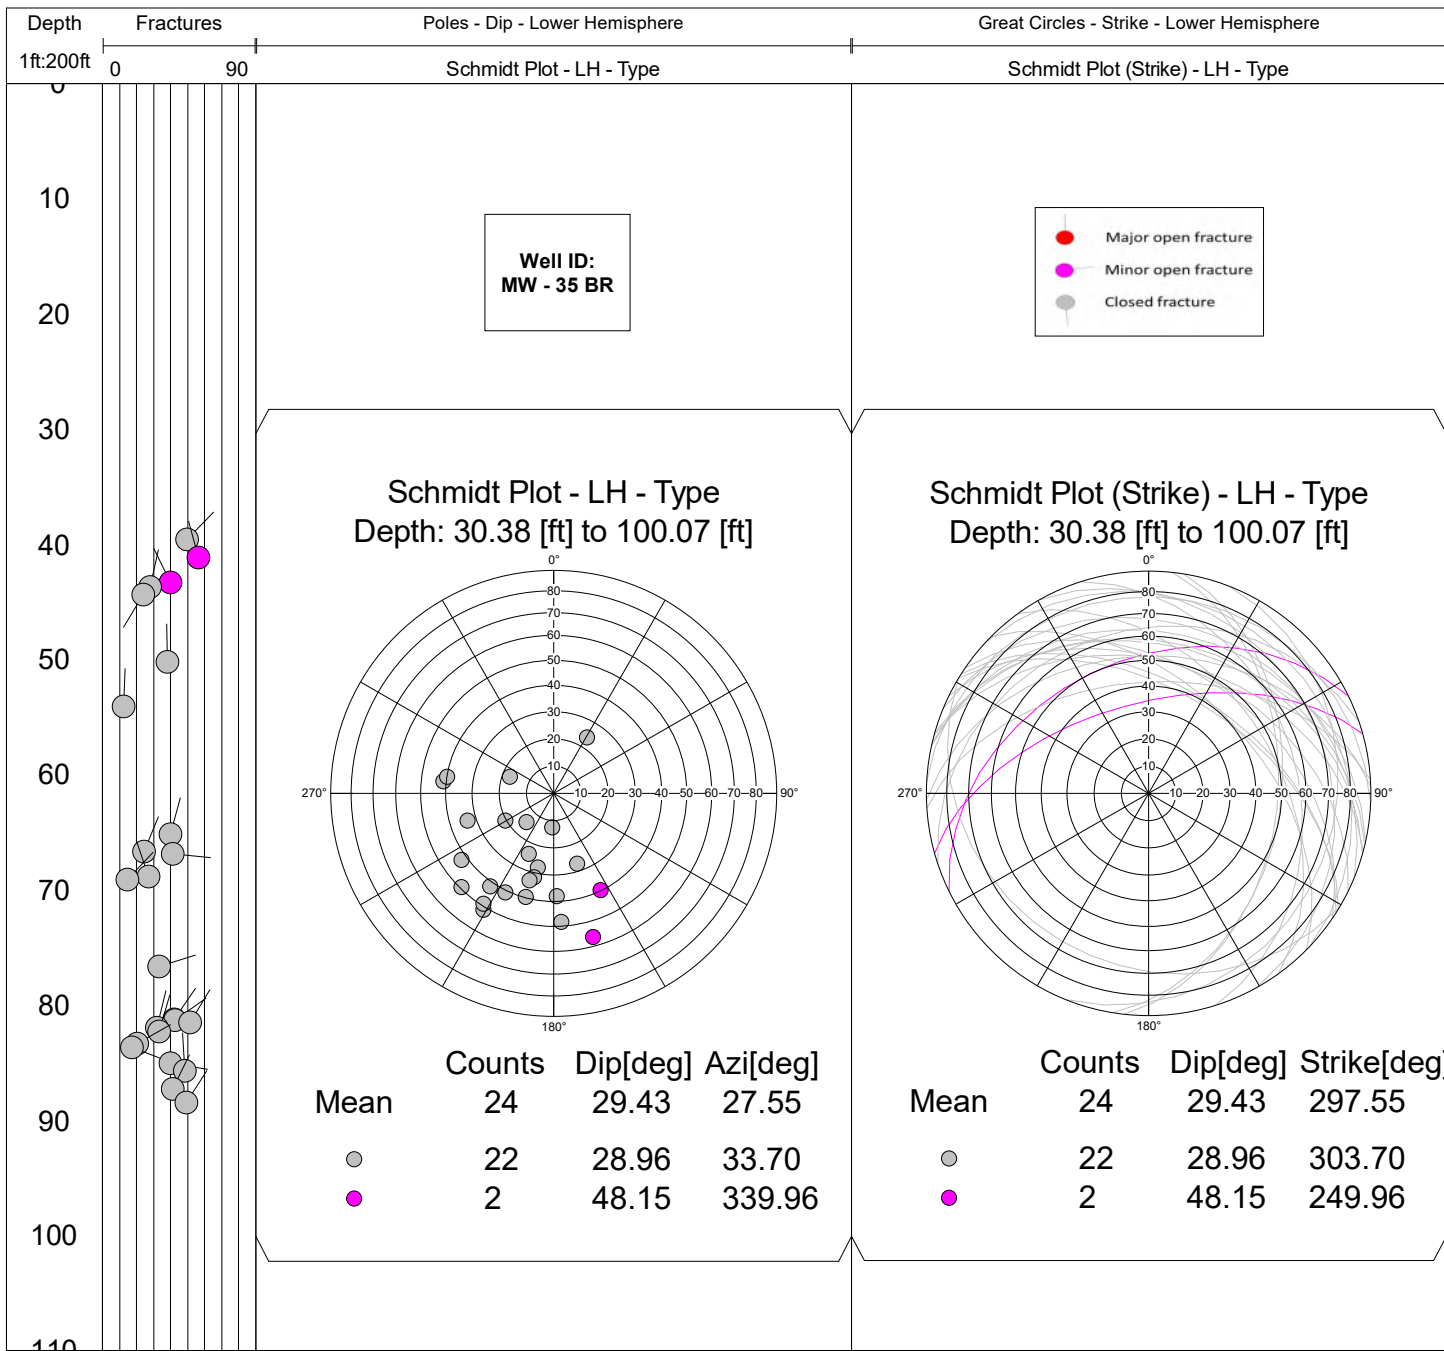 Depth
Fractures
Poles - Dip - Lower Hemisphere
Great Circles - Strike - Lower Hemisphere
1ft:200ft
0 90
Schmidt Plot - LH - Type
Schmidt Plot (Strike) - LH - Type
0
10
20
30
40
50
60
70
80
90
100
110
Well ID:
MW - 35 BR
Major open fracture
Minor open fracture
Closed fracture
Schmidt Plot - LH - Type
Depth: 30.38 [ft] to 100.07 [ft]
0°
80
70
60
50
40
30
20
10
270°
10 20 30 40 50 60 70 80 90°
180°
Counts Dip[deg] Azi[deg]
Mean 24 29.43 27.55
22 28.96 33.70
2 48.15 339.96
Schmidt Plot (Strike) - LH - Type
Depth: 30.38 [ft] to 100.07 [ft]
0°
80
70
60
50
40
30
20
10
270°
10 20 30 40 50 60 70 80 90°
180°
Counts Dip[deg] Strike[deg]
Mean 24 29.43 297.55
22 28.96 303.70
2 48.15 249.96